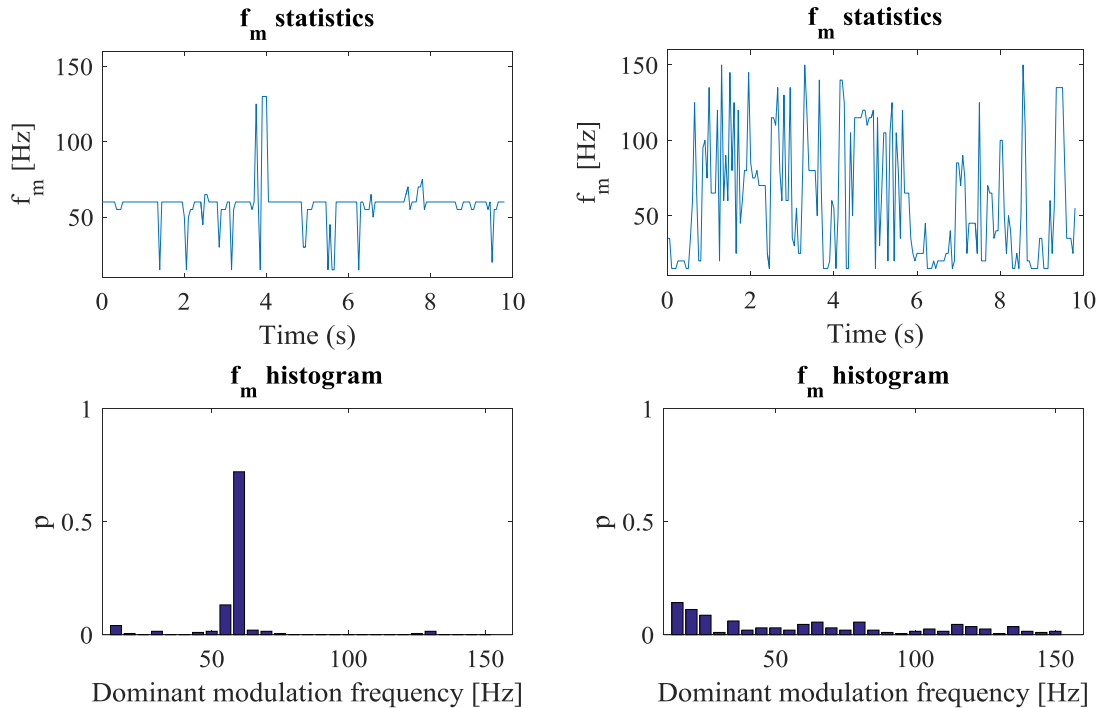 f_m statistics
150
100
50
f_m [Hz]
0 2 4 6 8 10
Time (s)
f_m statistics
150
100
50
f_m [Hz]
0 2 4 6 8 10
Time (s)
f_m histogram
1
0.5
0
p
50 100 150
Dominant modulation frequency [Hz]
f_m histogram
1
0.5
0
p
50 100 150
Dominant modulation frequency [Hz]